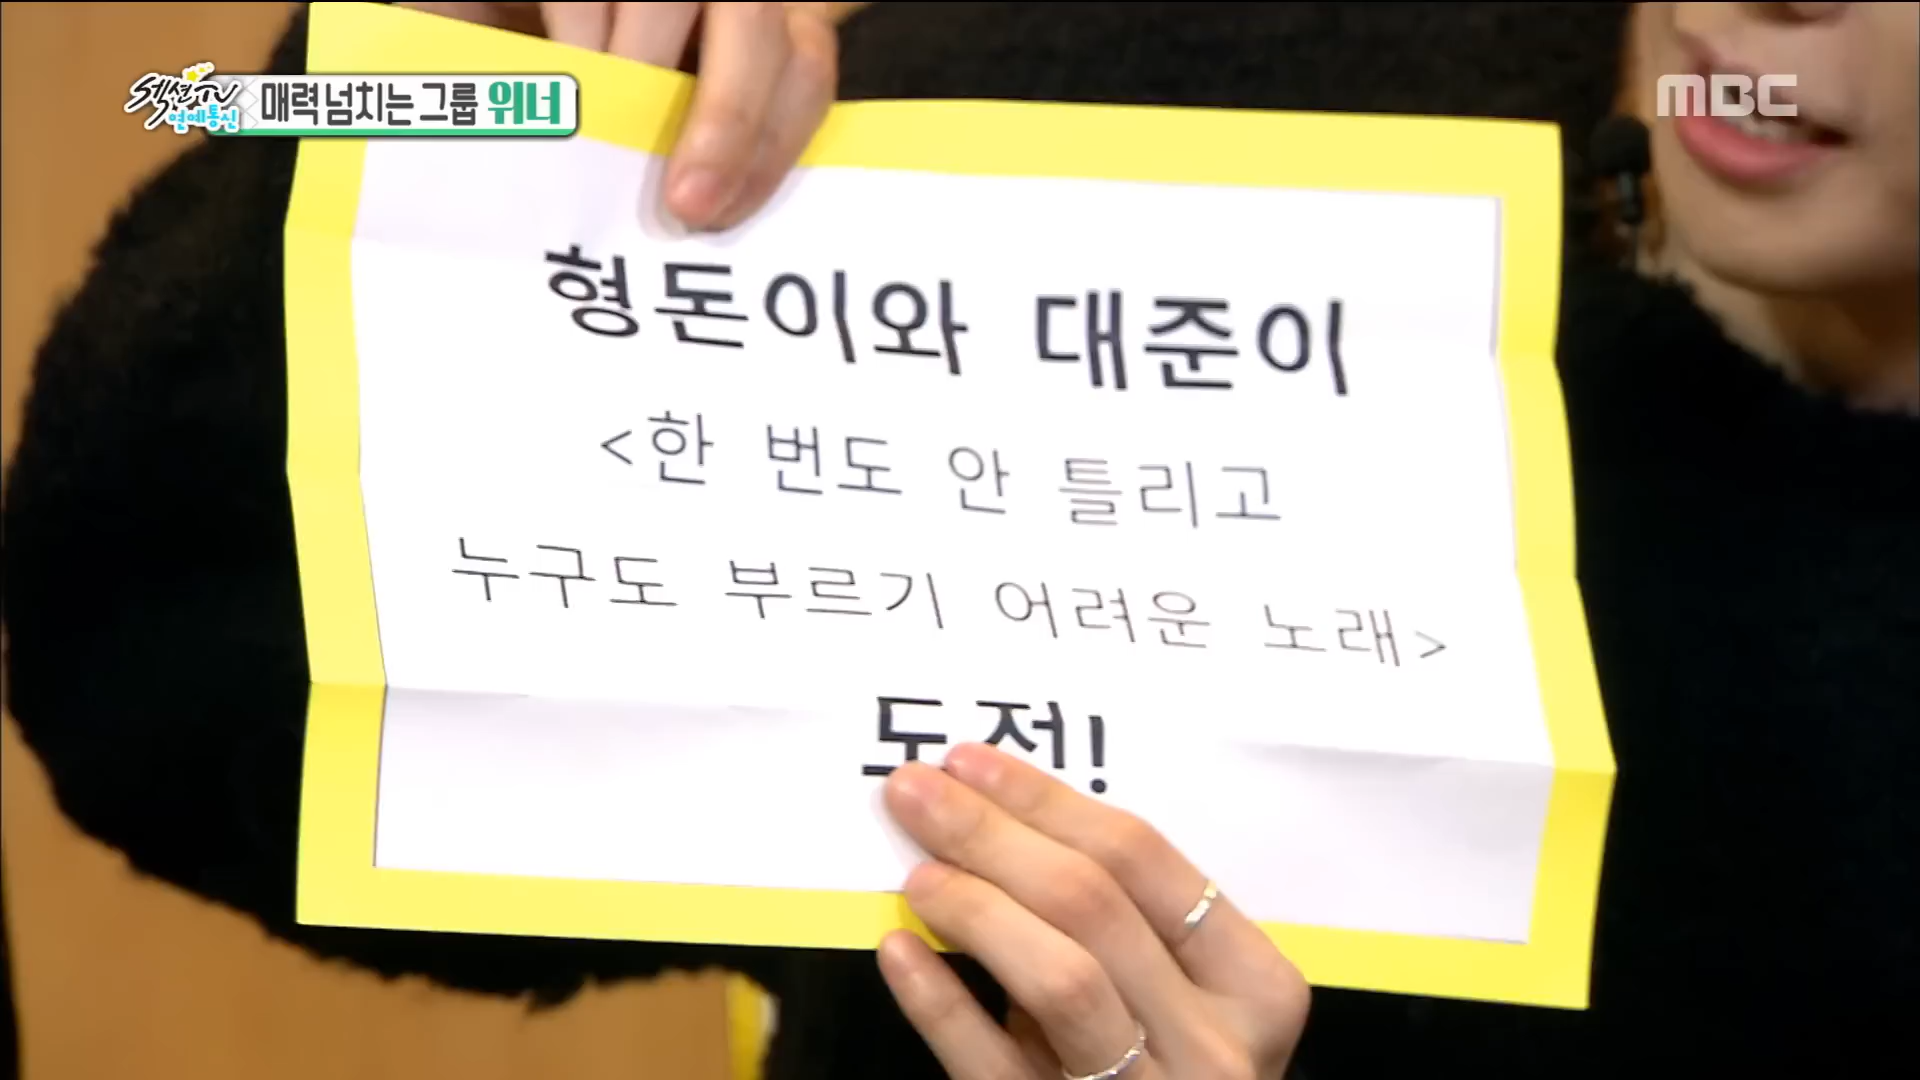 섹션TV
연예통신
매력 넘치는 그룹 위너
MBC
형돈이와 대준이
<한 번도 안 틀리고
누구도 부르기 어려운 노래>
도전!